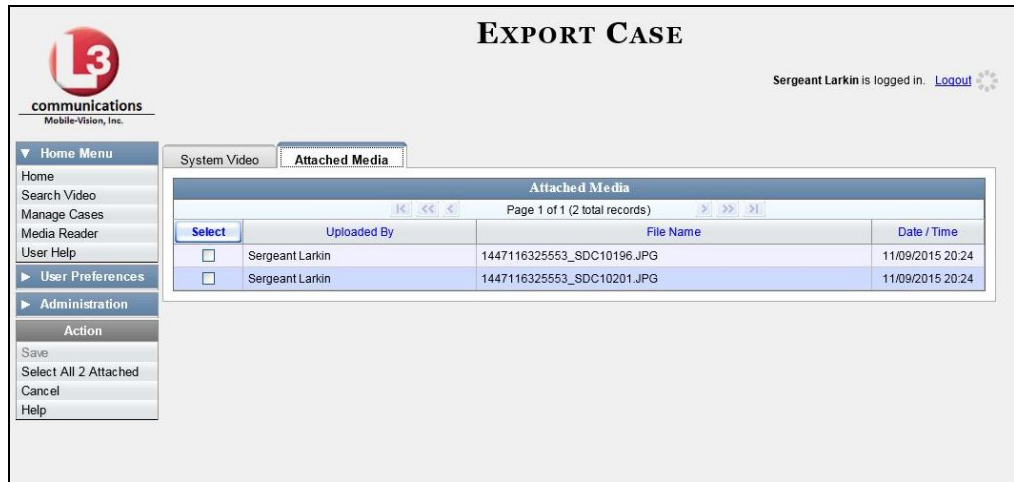 EXPORT CASE
L3
communications
Mobile-Vision, Inc.
Sergeant Larkin is logged in. Logout
▼ Home Menu
Home
Search Video
Manage Cases
Media Reader
User Help
▶ User Preferences
▶ Administration
Action
Save
Select All 2 Attached
Cancel
Help
System Video Attached Media
Attached Media
|< << < Page 1 of 1 (2 total records) > >> >|
Select Uploaded By File Name Date / Time
Sergeant Larkin 1447116325553_SDC10196.JPG 11/09/2015 20:24
Sergeant Larkin 1447116325553_SDC10201.JPG 11/09/2015 20:24